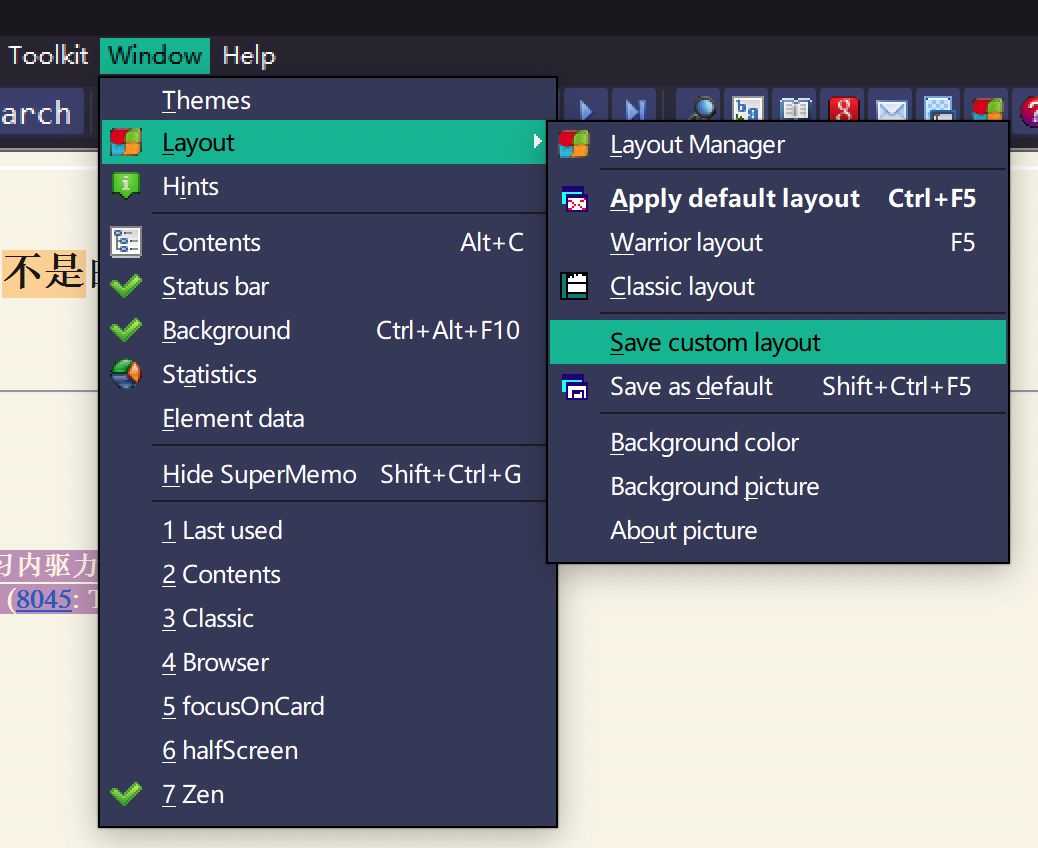 Toolkit Window Help
arch
Themes
Layout
Hints
Contents Alt+C
Status bar
Background Ctrl+Alt+F10
Statistics
Element data
Hide SuperMemo Shift+Ctrl+G
1 Last used
2 Contents
3 Classic
4 Browser
5 focusOnCard
6 halfScreen
7 Zen
Layout Manager
Apply default layout Ctrl+F5
Warrior layout F5
Classic layout
Save custom layout
Save as default Shift+Ctrl+F5
Background color
Background picture
About picture
不是
习内驱力
(8045: T